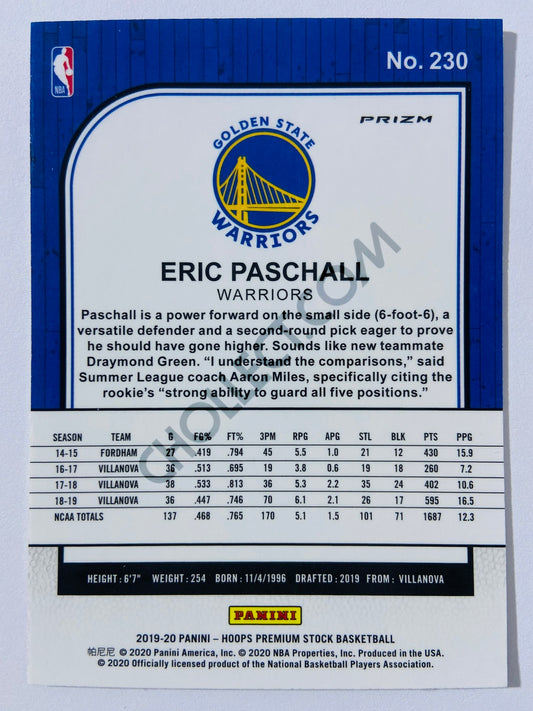 No. 230
NBA
PRIZM
GOLDEN STATE
WARRIORS
ERIC PASCHALL
WARRIORS
Paschall is a power forward on the small side (6-foot-6), a
versatile defender and a second-round pick eager to prove
he should have gone higher. Sounds like new teammate
Draymond Green. “I understand the comparisons,” said
Summer League coach Aaron Miles, specifically citing the
rookie’s “strong ability to guard all five positions.”
CHOLLECT.COM
SEASON TEAM G FG% FT% 3PM RPG APG STL BLK PTS PPG
14-15 FORDHAM 27 .419 .794 45 5.5 1.0 21 12 430 15.9
16-17 VILLANOVA 36 .513 .695 19 3.8 0.6 19 18 260 7.2
17-18 VILLANOVA 38 .533 .813 36 5.3 2.2 35 24 402 10.6
18-19 VILLANOVA 36 .447 .746 70 6.1 2.1 26 17 595 16.5
NCAA TOTALS 137 .468 .765 170 5.1 1.5 101 71 1687 12.3
HEIGHT: 6'7" WEIGHT: 254 BORN: 11/4/1996 DRAFTED: 2019 FROM: VILLANOVA
PANINI
2019-20 PANINI – HOOPS PREMIUM STOCK BASKETBALL
帕尼尼 © 2020 Panini America, Inc. © 2020 NBA Properties, Inc. Produced in the USA.
© 2020 Officially licensed product of the National Basketball Players Association.